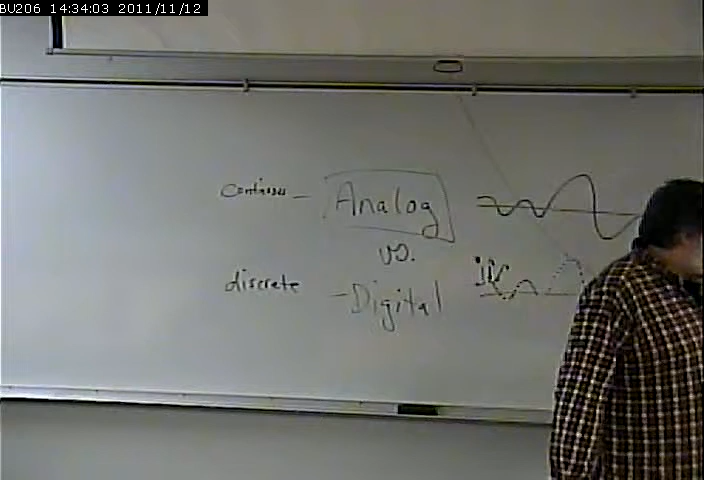 BU206 14:34:03 2011/11/12
Continuous - Analog
vs.
discrete - Digital